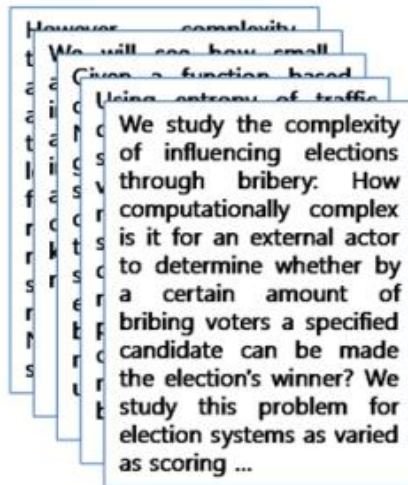 However, complexity
We will see how small
Given a function based
Using entropy of traffic
We study the complexity
of influencing elections
through bribery: How
computationally complex
is it for an external actor
to determine whether by
a certain amount of
bribing voters a specified
candidate can be made
the election's winner? We
study this problem for
election systems as varied
as scoring ...